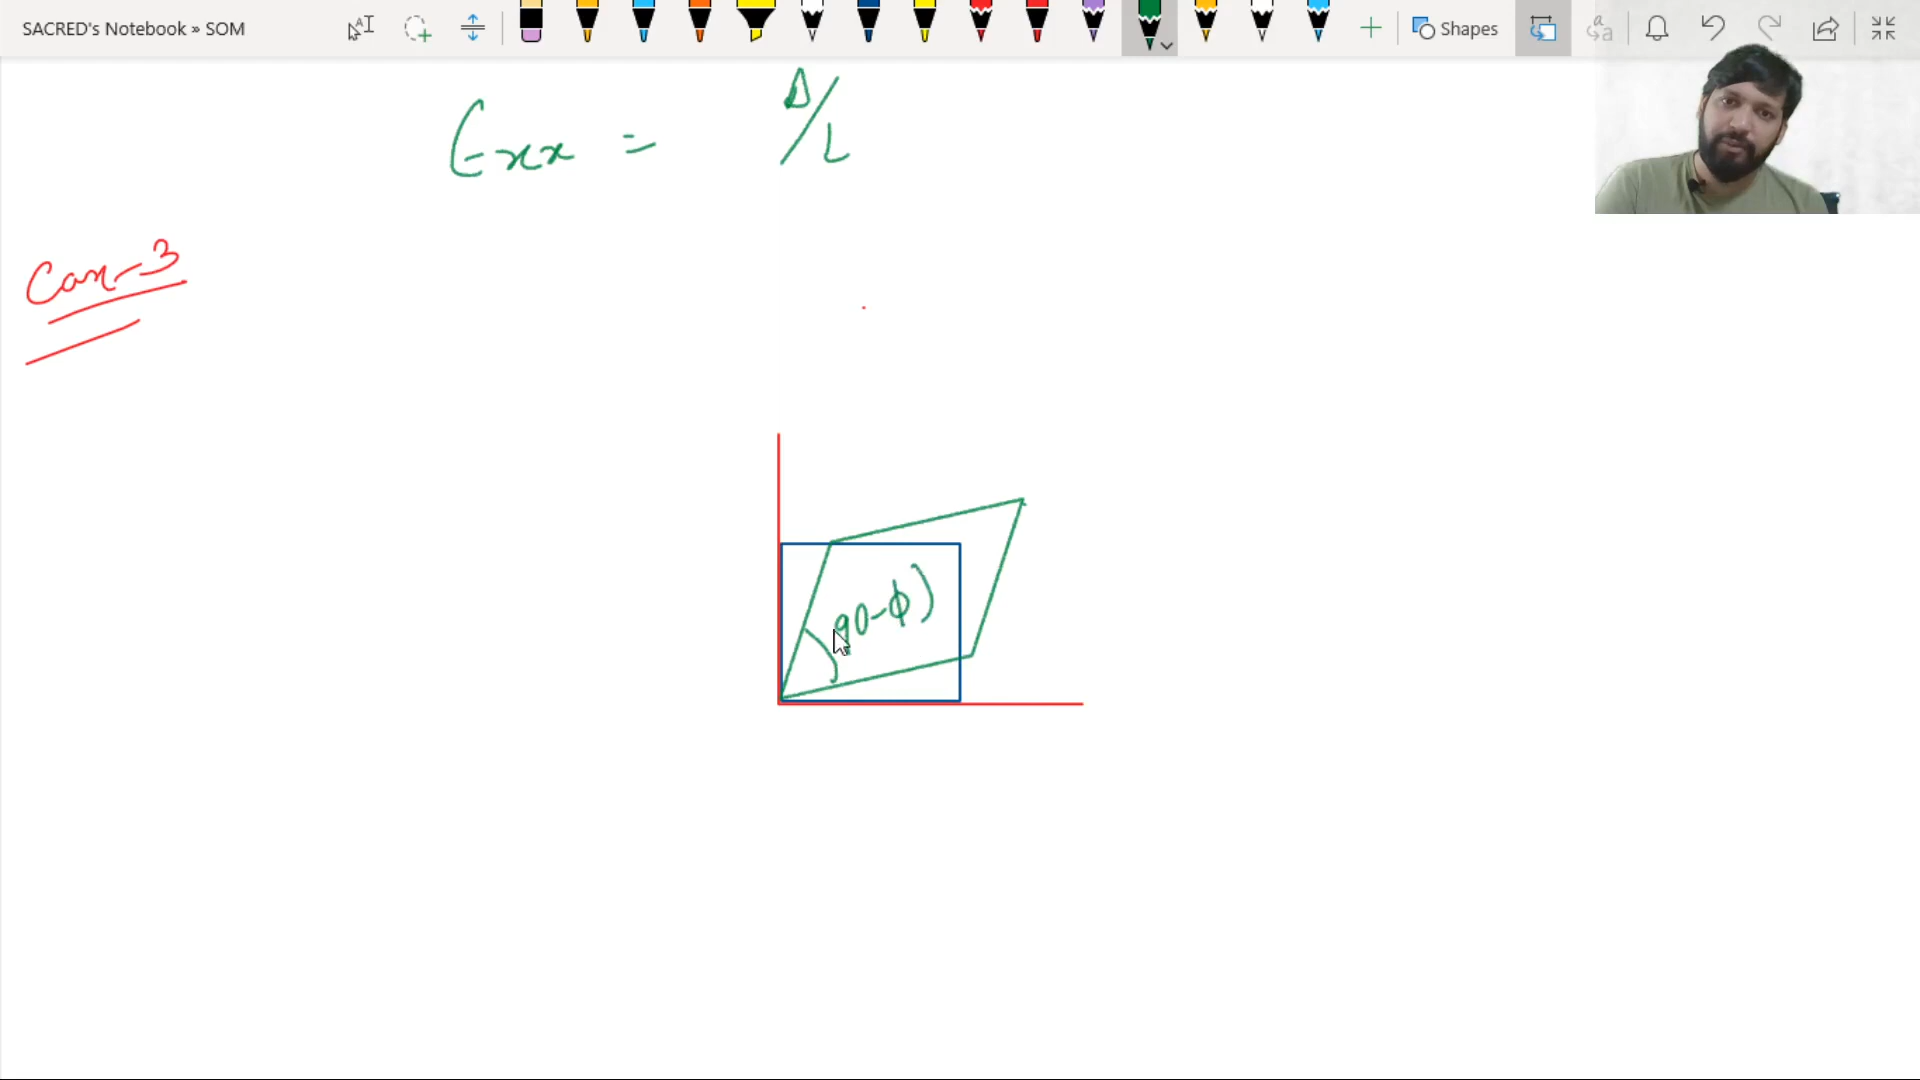 SACRED's Notebook » SOM
Shapes
Exx = Δ/L
Case-3
90-φ)